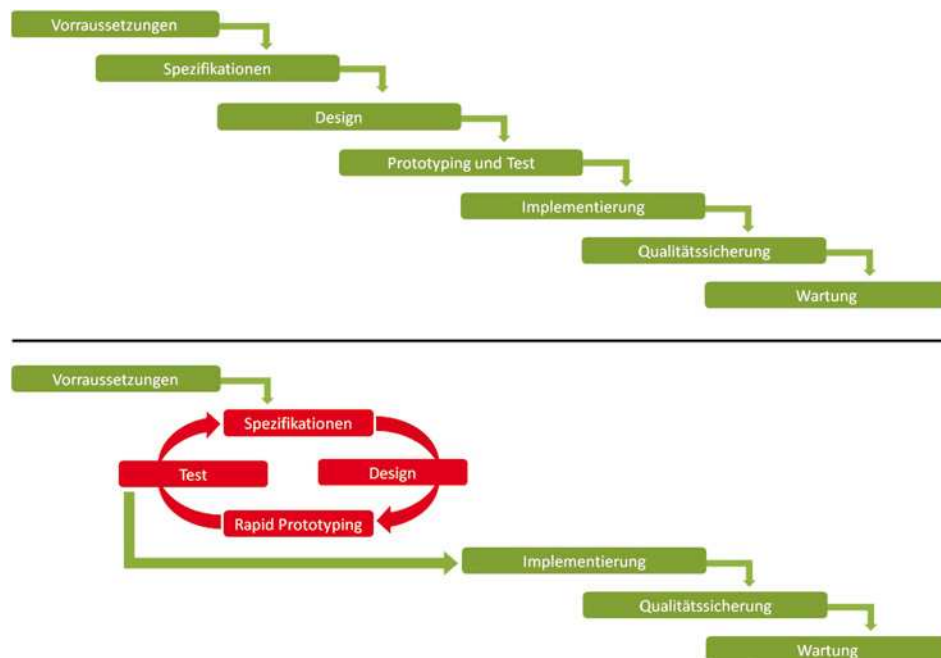 Vorraussetzungen
Spezifikationen
Design
Prototyping und Test
Implementierung
Qualitätssicherung
Wartung
Vorraussetzungen
Spezifikationen
Test
Design
Rapid Prototyping
Implementierung
Qualitätssicherung
Wartung